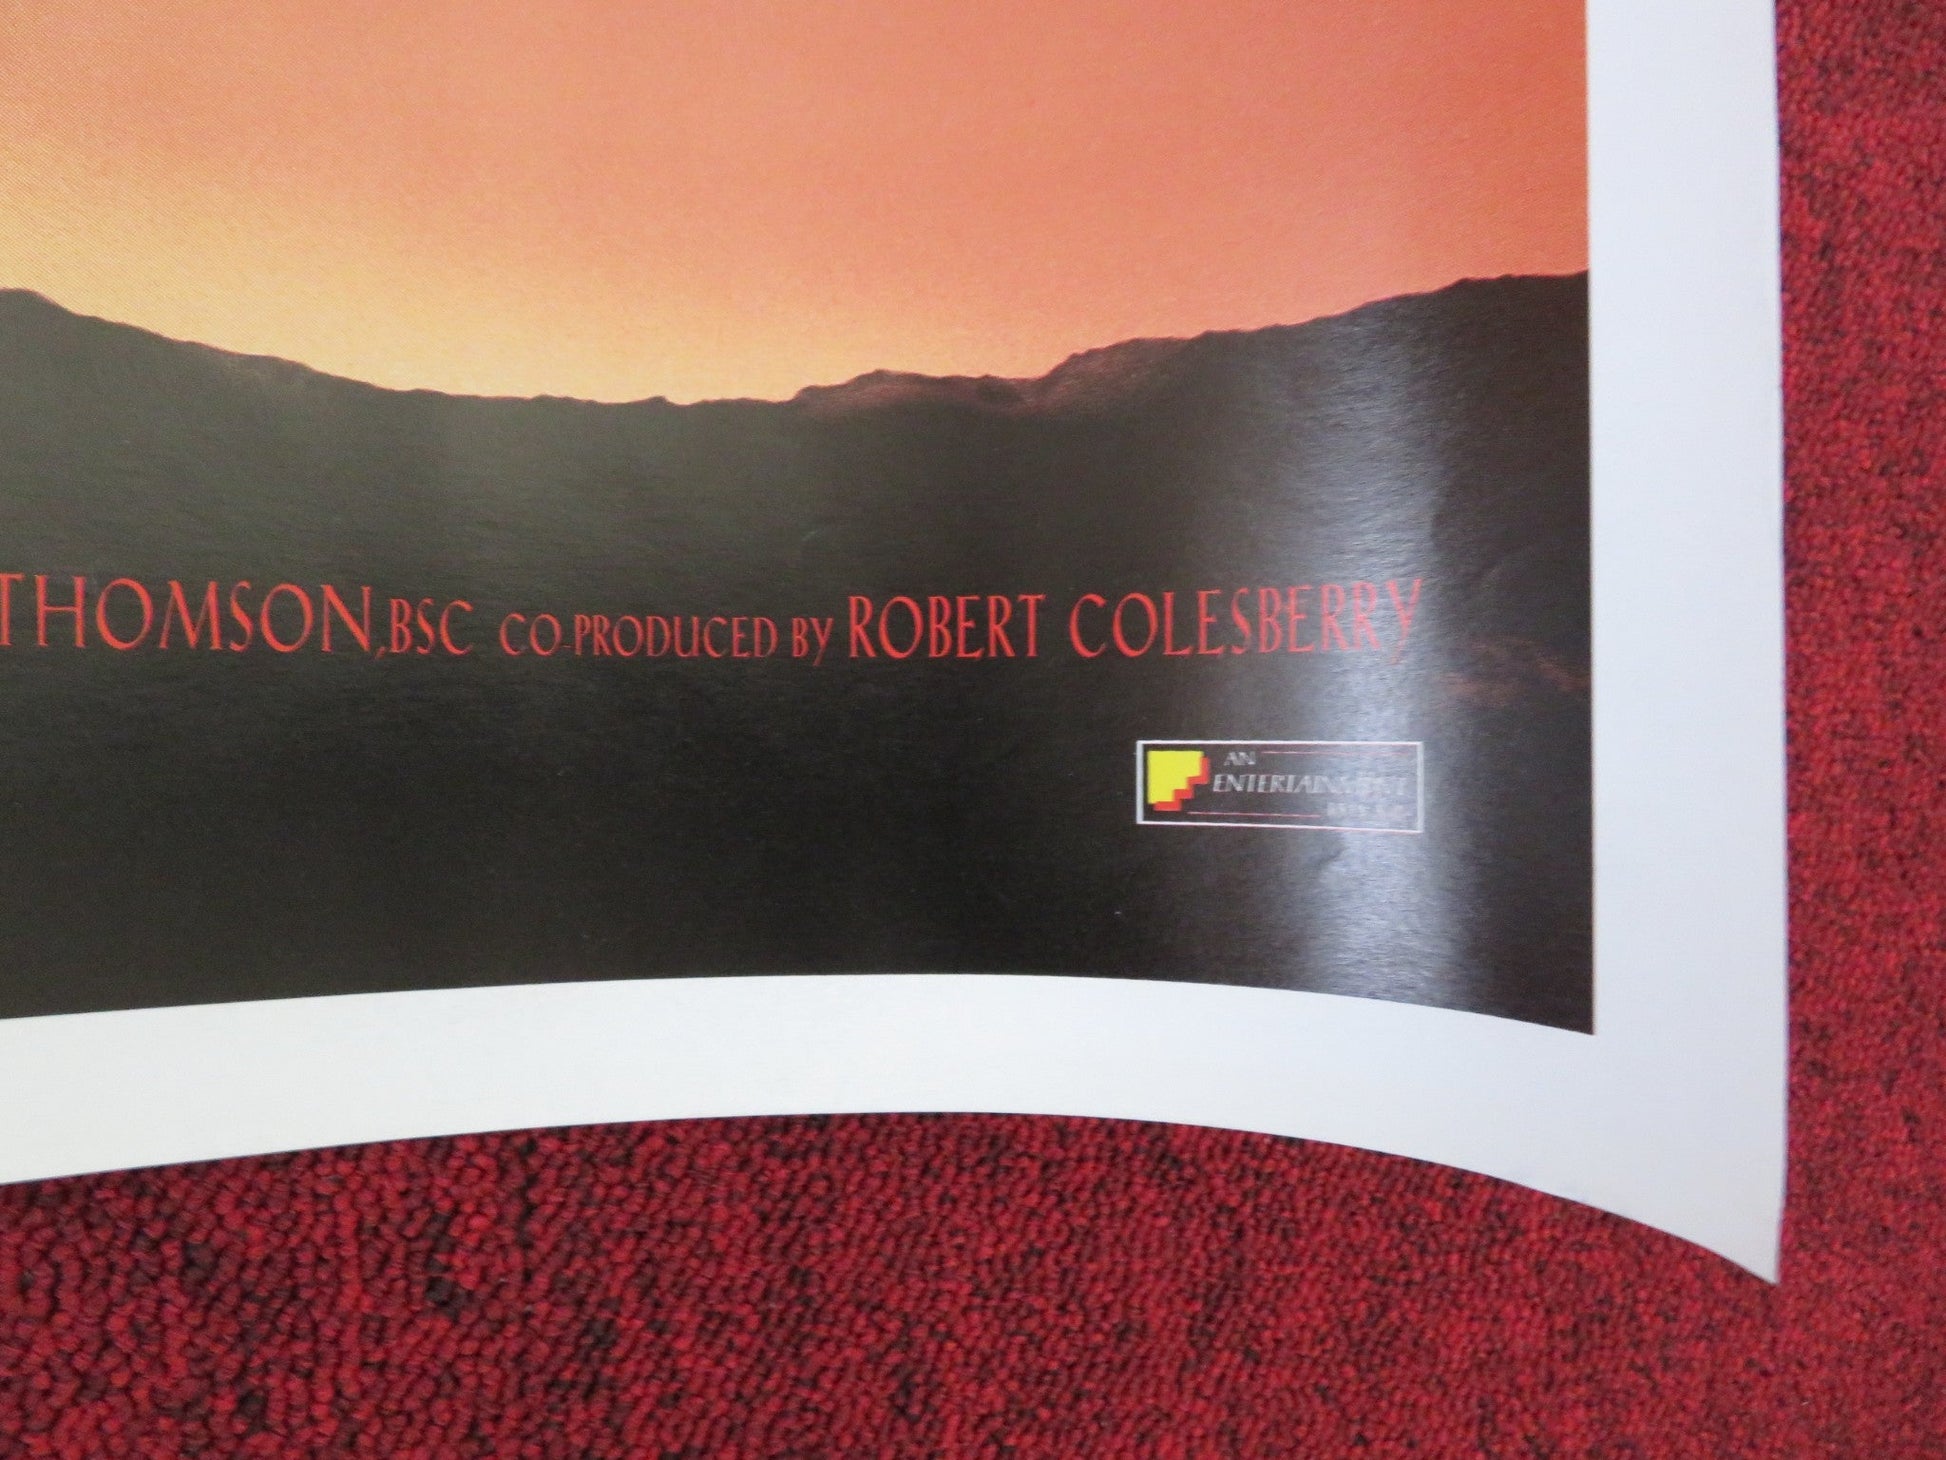 THOMSON, BSC CO-PRODUCED BY ROBERT COLESBERRY
AN
ENTERTAINMENT